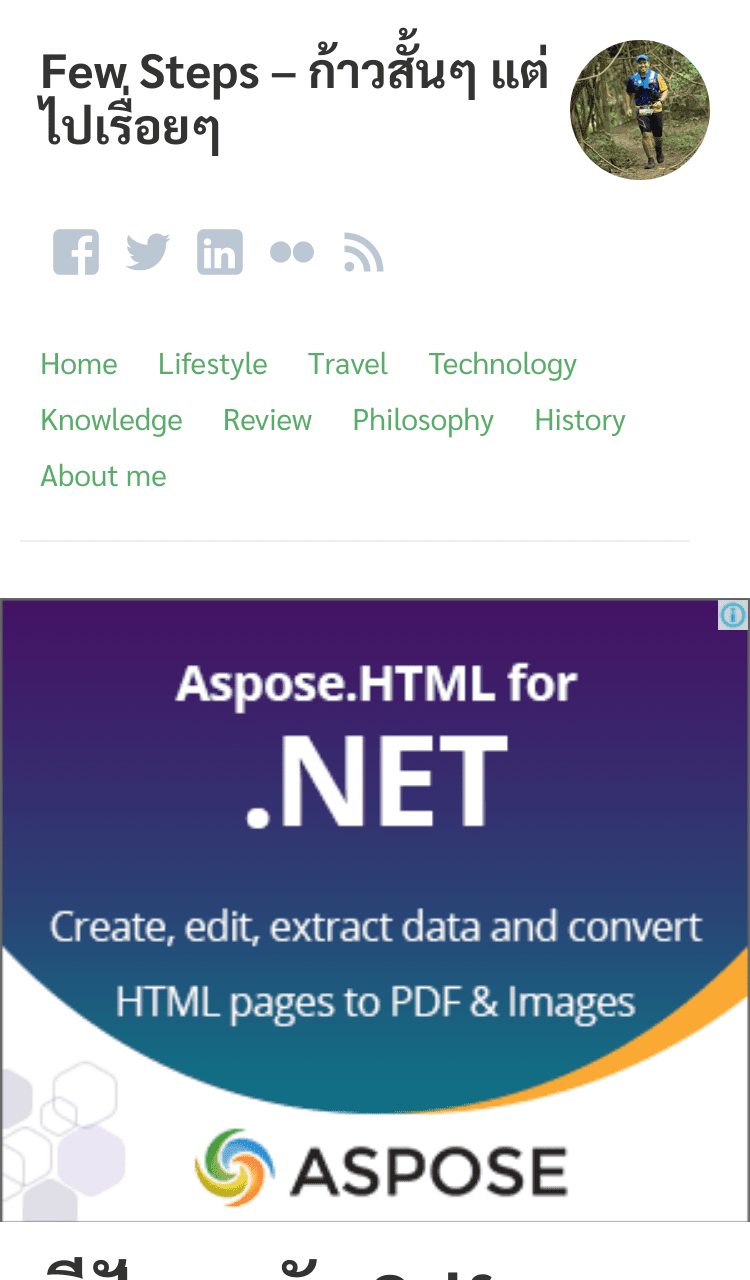 Few Steps – ก้าวสั้นๆ แต่
ไปเรื่อยๆ
Home Lifestyle Travel Technology
Knowledge Review Philosophy History
About me
Aspose.HTML for
.NET
Create, edit, extract data and convert
HTML pages to PDF & Images
ASPOSE